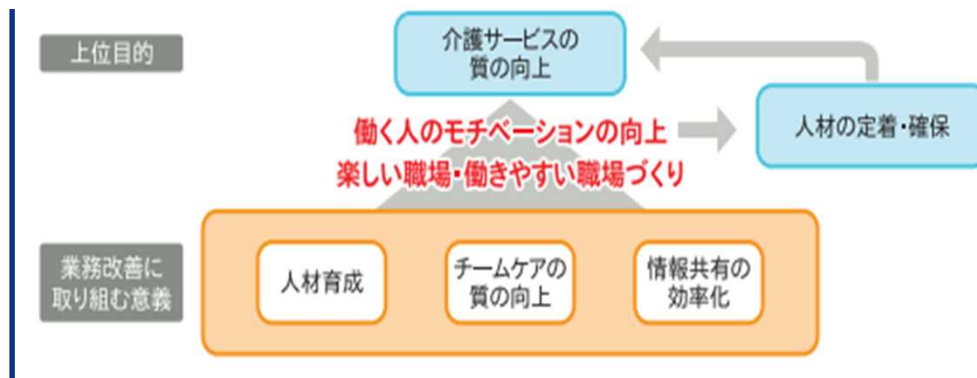 上位目的
介護サービスの
質の向上
働く人のモチベーションの向上
楽しい職場・働きやすい職場づくり
人材の定着・確保
業務改善に
取り組む意義
人材育成
チームケアの
質の向上
情報共有の
効率化